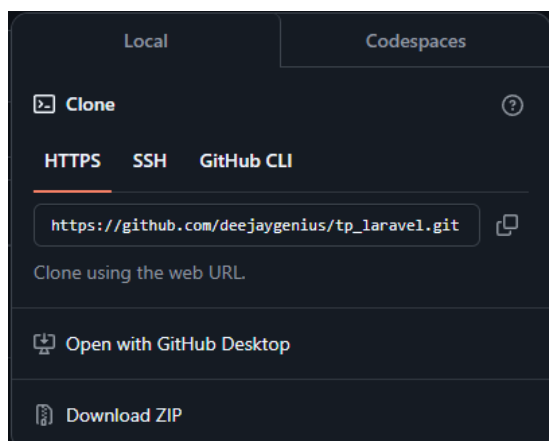 Local
Codespaces
Clone
HTTPS SSH GitHub CLI
https://github.com/deejaygenius/tp_laravel.git
Clone using the web URL.
Open with GitHub Desktop
Download ZIP